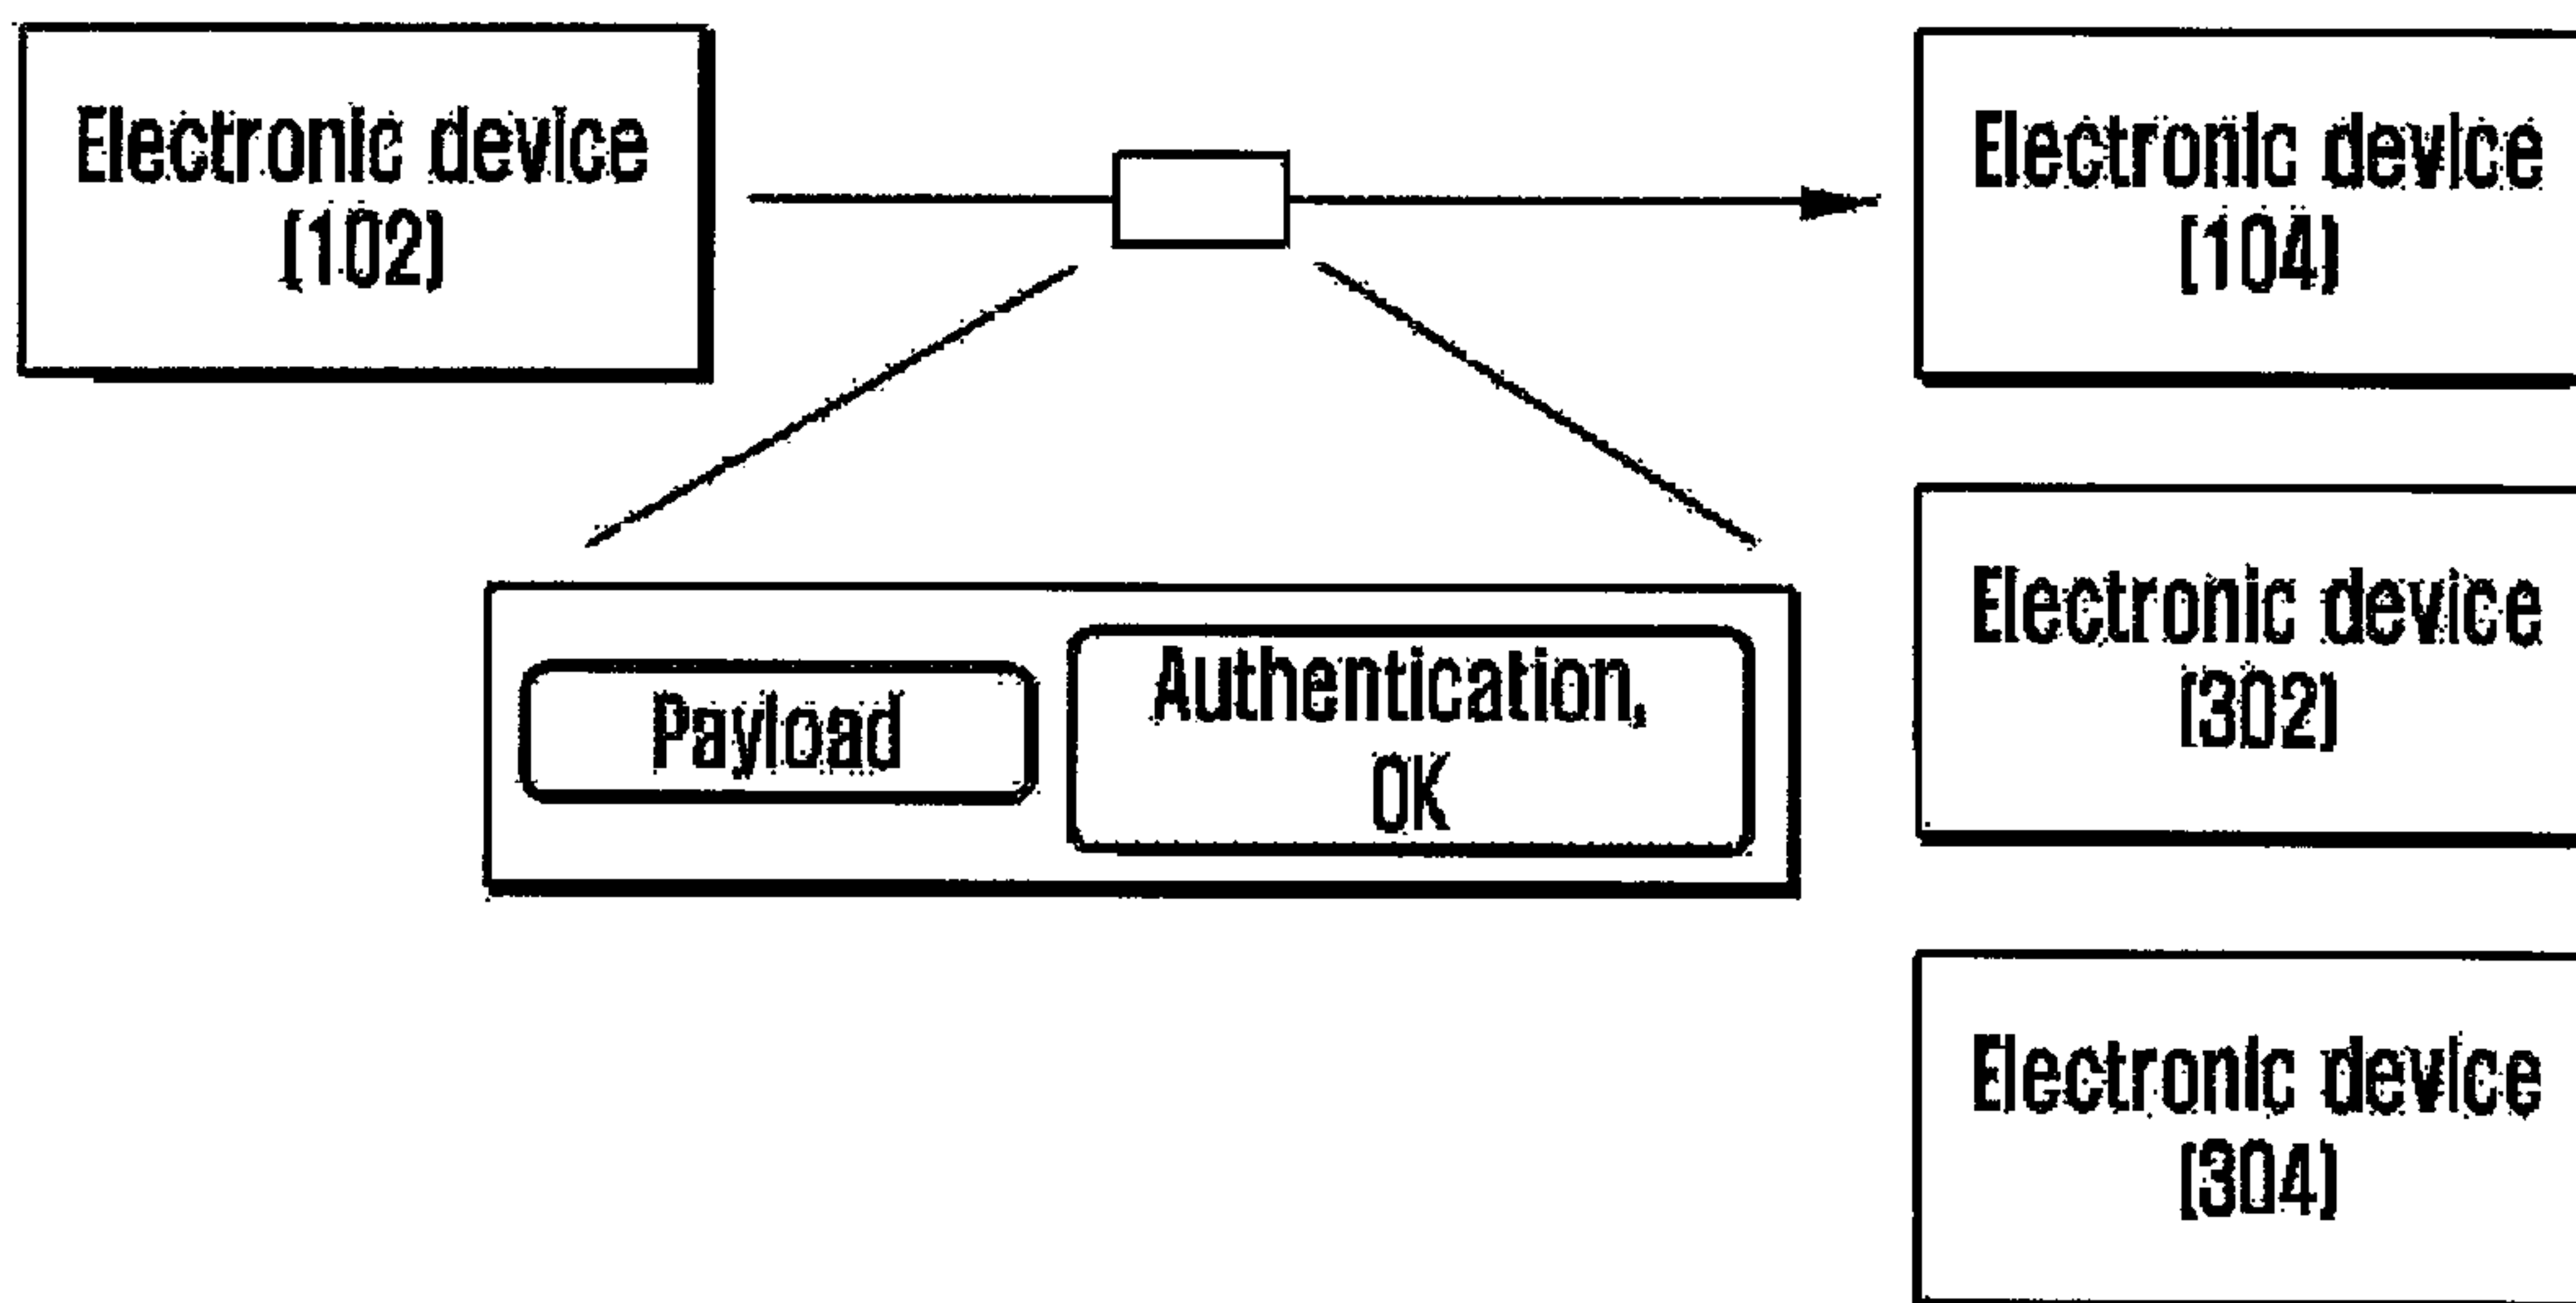 Electronic device
(102)
Electronic device
(104)
Payload
Authentication,
OK
Electronic device
(302)
Electronic device
(304)